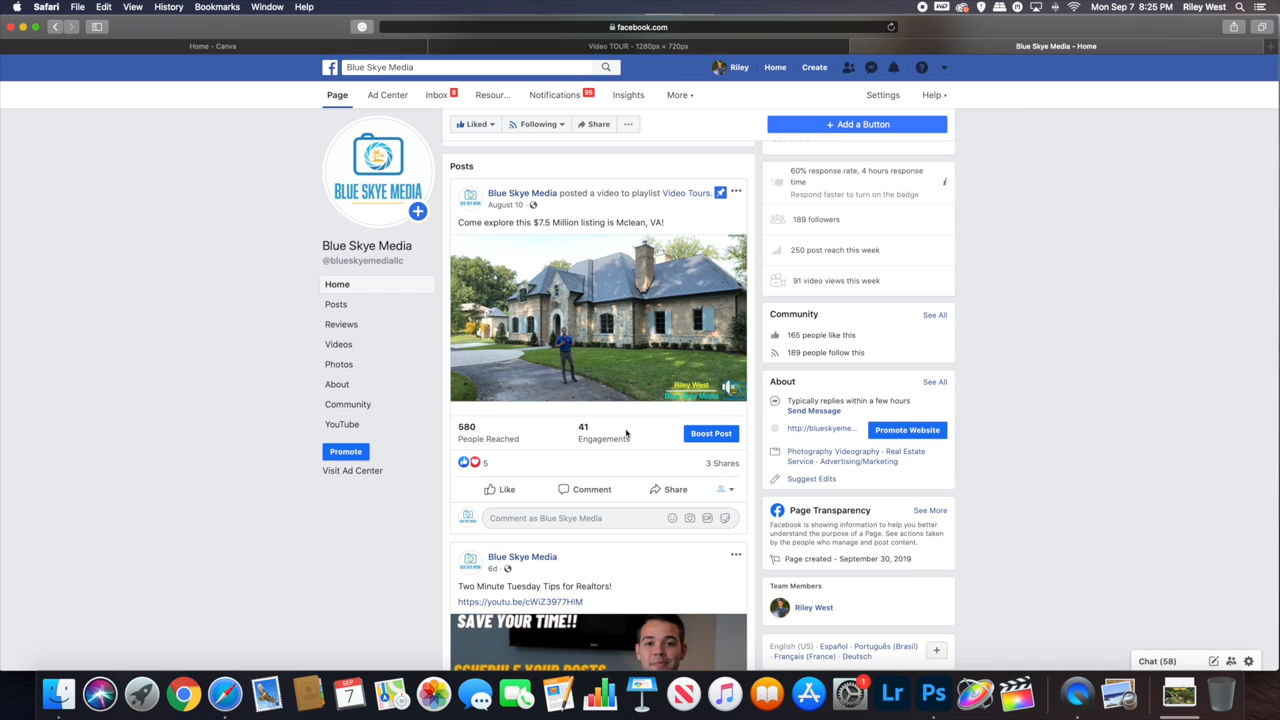 Safari File Edit View History Bookmarks Window Help
Mon Sep 7 8:25 PM Riley West
facebook.com
Home - Canva
Video TOUR - 1280px × 720px
Blue Skye Media - Home
Blue Skye Media
Riley Home Create
Page Ad Center Inbox 8 Resour... Notifications 95 Insights More Settings Help
Liked Following Share
+ Add a Button
BLUE SKYE MEDIA
Blue Skye Media
@blueskyemediallc
Home
Posts
Reviews
Videos
Photos
About
Community
YouTube
Promote
Visit Ad Center
Posts
Blue Skye Media posted a video to playlist Video Tours.
August 10 ·
Come explore this $7.5 Million listing is Mclean, VA!
Riley West
Blue Skye Media
580
People Reached
41
Engagements
Boost Post
5
3 Shares
Like Comment Share
Comment as Blue Skye Media
GIF
Blue Skye Media
6d ·
Two Minute Tuesday Tips for Realtors!
https://youtu.be/cWiZ3977HIM
SAVE YOUR TIME!!
SCHEDULE YOUR POSTS
60% response rate, 4 hours response
time
Respond faster to turn on the badge
189 followers
250 post reach this week
91 video views this week
Community
See All
165 people like this
189 people follow this
About
See All
Typically replies within a few hours
Send Message
http://blueskyeme...
Promote Website
Photography Videography · Real Estate
Service · Advertising/Marketing
Suggest Edits
Page Transparency
See More
Facebook is showing information to help you better
understand the purpose of a Page. See actions taken
by the people who manage and post content.
Page created - September 30, 2019
Team Members
Riley West
English (US) · Español · Português (Brasil)
· Français (France) · Deutsch
Chat (58)
SEP
7
1
Lr
Ps